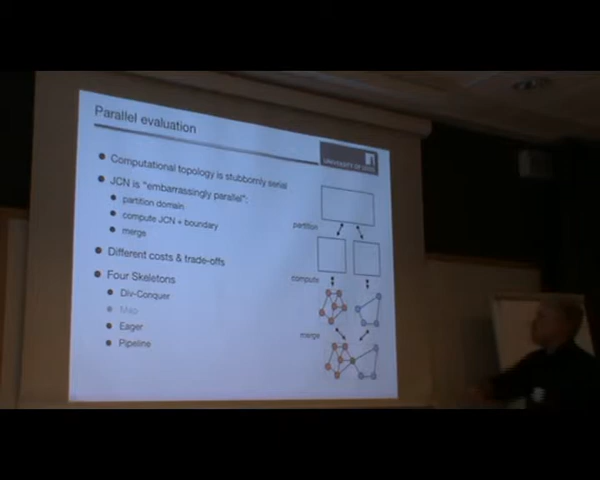 Parallel evaluation
UNIVERSITY OF LEEDS
Computational topology is stubbornly serial
JCN is "embarrassingly parallel":
partition domain
compute JCN + boundary
merge
Different costs & trade-offs
Four Skeletons
Div-Conquer
Map
Eager
Pipeline
partition
compute
merge